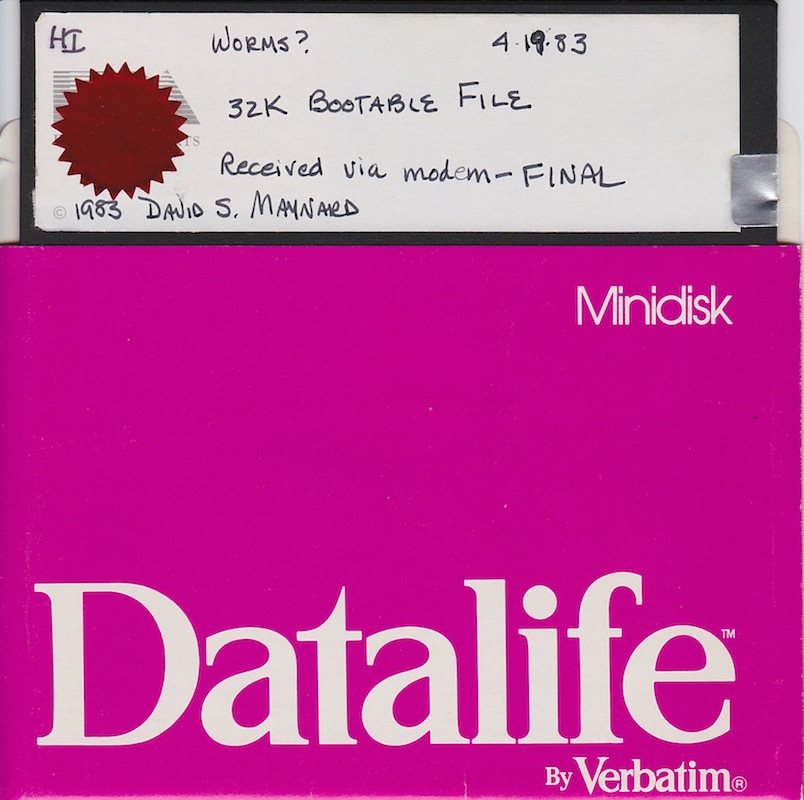 HI WORMS? 4·19·83
32K BOOTABLE FILE
Received via modem — FINAL
© 1983 DAVID S. MAYNARD
Minidisk
Datalife™
By Verbatim®